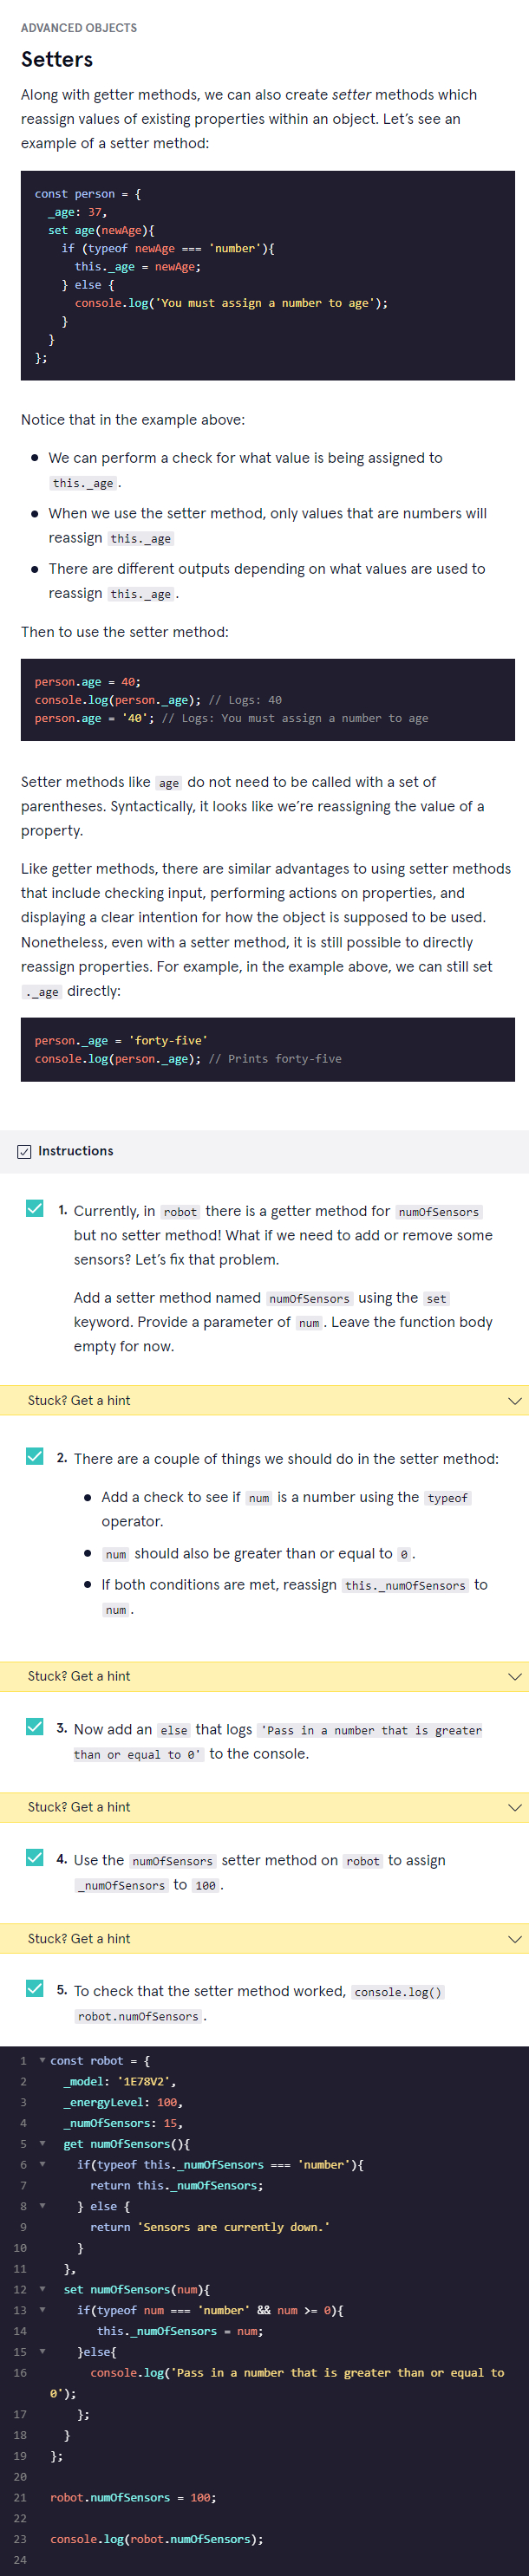 ADVANCED OBJECTS
Setters
Along with getter methods, we can also create setter methods which
reassign values of existing properties within an object. Let’s see an
example of a setter method:
const person = {
  _age: 37,
  set age(newAge){
    if (typeof newAge === 'number'){
      this._age = newAge;
    } else {
      console.log('You must assign a number to age');
    }
  }
};
Notice that in the example above:
• We can perform a check for what value is being assigned to
this._age .
• When we use the setter method, only values that are numbers will
reassign this._age
• There are different outputs depending on what values are used to
reassign this._age .
Then to use the setter method:
person.age = 40;
console.log(person._age); // Logs: 40
person.age = '40'; // Logs: You must assign a number to age
Setter methods like age do not need to be called with a set of
parentheses. Syntactically, it looks like we’re reassigning the value of a
property.
Like getter methods, there are similar advantages to using setter methods
that include checking input, performing actions on properties, and
displaying a clear intention for how the object is supposed to be used.
Nonetheless, even with a setter method, it is still possible to directly
reassign properties. For example, in the example above, we can still set
._age directly:
person._age = 'forty-five'
console.log(person._age); // Prints forty-five
Instructions
1. Currently, in robot there is a getter method for numOfSensors
but no setter method! What if we need to add or remove some
sensors? Let’s fix that problem.
Add a setter method named numOfSensors using the set
keyword. Provide a parameter of num . Leave the function body
empty for now.
Stuck? Get a hint
2. There are a couple of things we should do in the setter method:
• Add a check to see if num is a number using the typeof
operator.
• num should also be greater than or equal to 0 .
• If both conditions are met, reassign this._numOfSensors to
num .
Stuck? Get a hint
3. Now add an else that logs 'Pass in a number that is greater
than or equal to 0' to the console.
Stuck? Get a hint
4. Use the numOfSensors setter method on robot to assign
_numOfSensors to 100 .
Stuck? Get a hint
5. To check that the setter method worked, console.log()
robot.numOfSensors .
1 const robot = {
2   _model: '1E78V2',
3   _energyLevel: 100,
4   _numOfSensors: 15,
5   get numOfSensors(){
6     if(typeof this._numOfSensors === 'number'){
7       return this._numOfSensors;
8     } else {
9       return 'Sensors are currently down.'
10     }
11   },
12   set numOfSensors(num){
13     if(typeof num === 'number' && num >= 0){
14        this._numOfSensors = num;
15     }else{
16       console.log('Pass in a number that is greater than or equal to
0');
17     };
18   }
19 };
20
21 robot.numOfSensors = 100;
22
23 console.log(robot.numOfSensors);
24